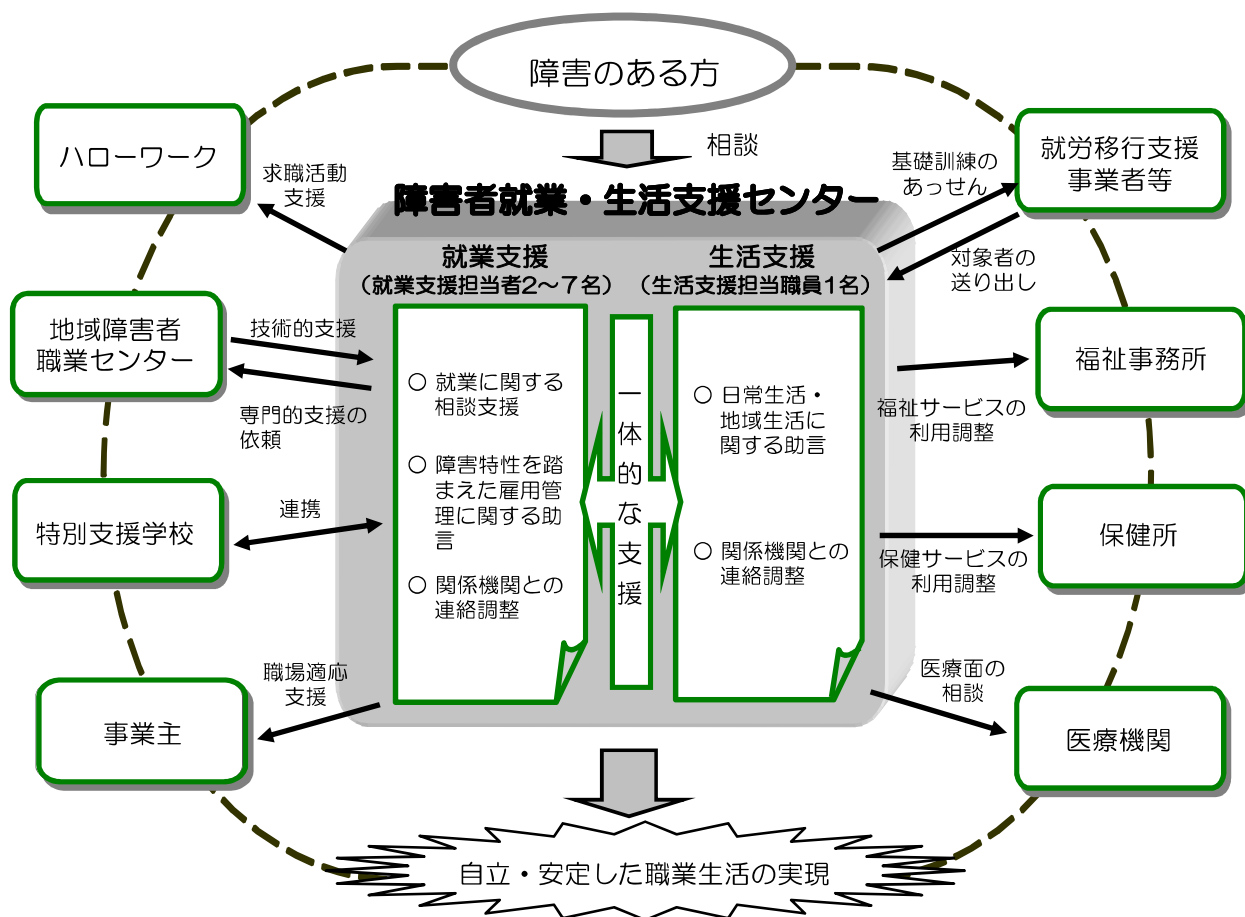 障害のある方
相談
障害者就業・生活支援センター
ハローワーク
求職活動
支援
地域障害者
職業センター
技術的支援
専門的支援の
依頼
特別支援学校
連携
事業主
職場適応
支援
就業支援
(就業支援担当者2～7名)
○ 就業に関する
相談支援
○ 障害特性を踏
まえた雇用管
理に関する助
言
○ 関係機関との
連絡調整
一体的な支援
生活支援
(生活支援担当職員1名)
○ 日常生活・
地域生活に
関する助言
○ 関係機関との
連絡調整
基礎訓練の
あっせん
就労移行支援
事業者等
対象者の
送り出し
福祉事務所
福祉サービスの
利用調整
保健所
保健サービスの
利用調整
医療面の
相談
医療機関
自立・安定した職業生活の実現